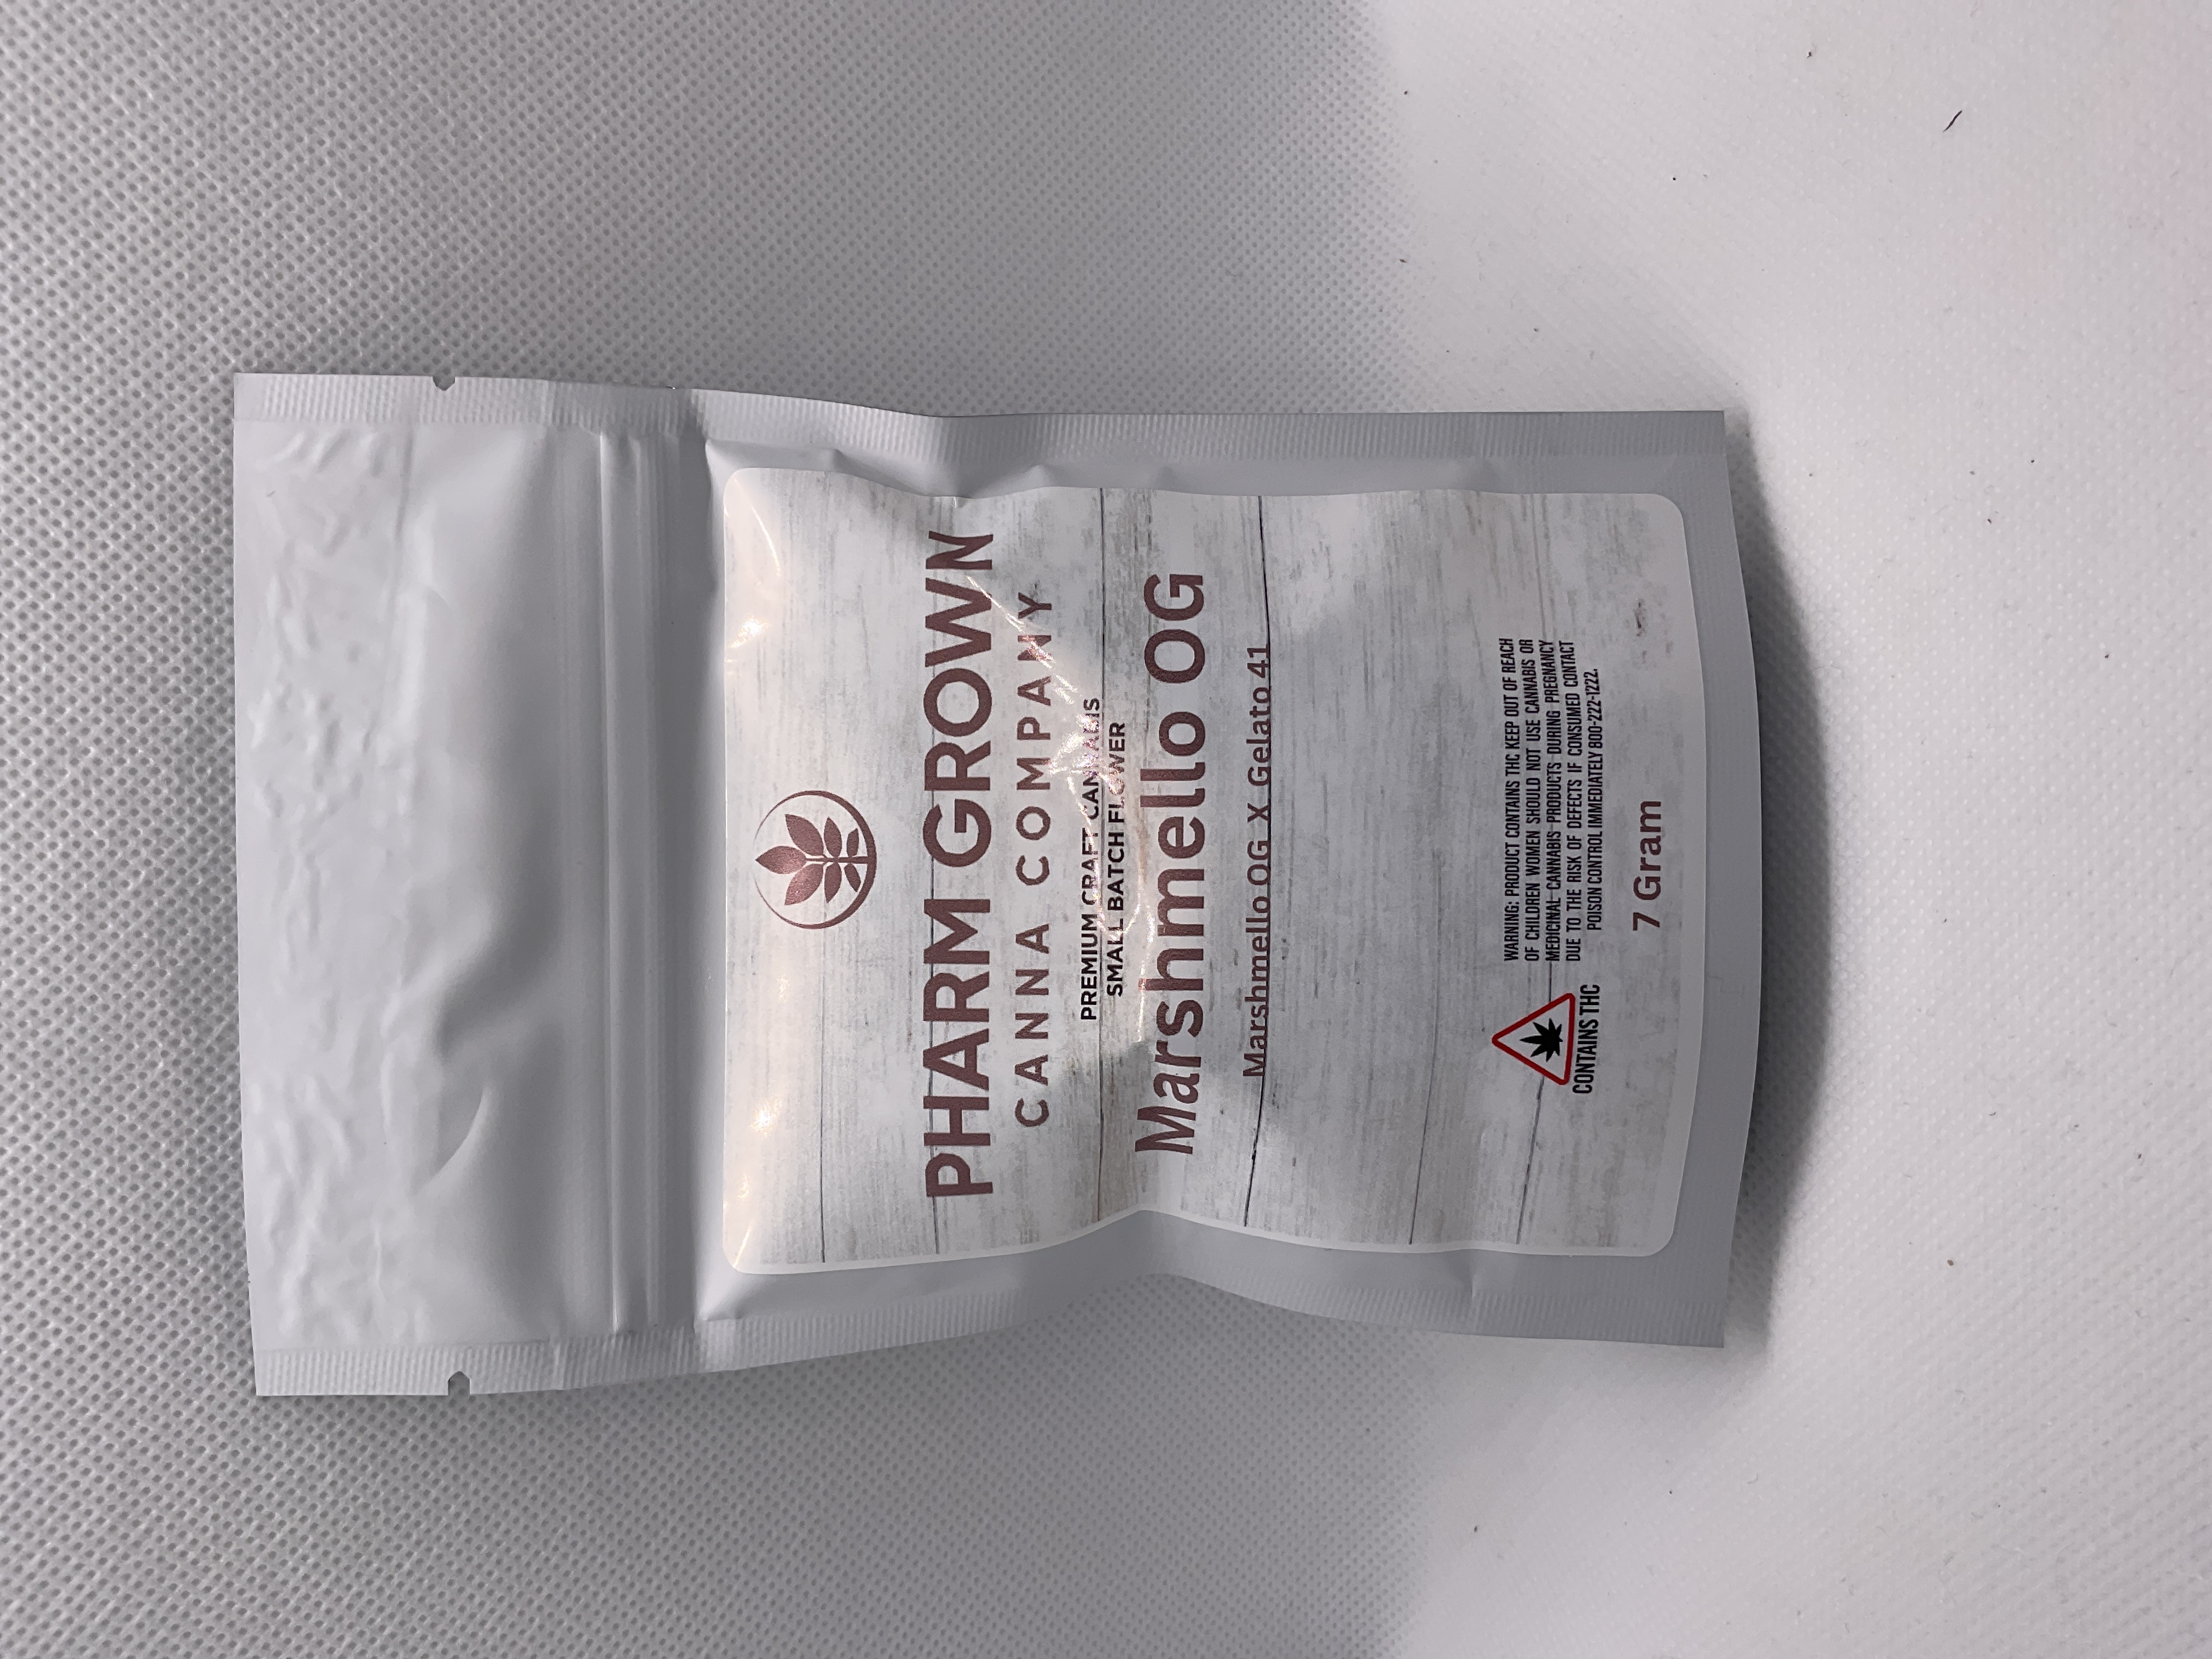 PHARM GROWN
CANNA COMPANY
PREMIUM CRAFT CANNABIS
SMALL BATCH FLOWER
Marshmello OG
Marshmello OG X Gelato 41
CONTAINS THC
WARNING: PRODUCT CONTAINS THC KEEP OUT OF REACH
OF CHILDREN WOMEN SHOULD NOT USE CANNABIS OR
MEDICINAL CANNABIS PRODUCTS DURING PREGNANCY
DUE TO THE RISK OF DEFECTS IF CONSUMED CONTACT
POISON CONTROL IMMEDIATELY 800-222-1222.
7 Gram